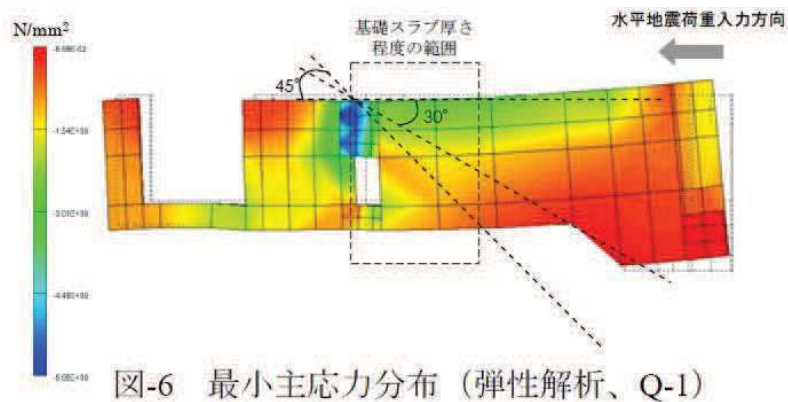 N/mm²
基礎スラブ厚さ
程度の範囲
水平地震荷重入力方向
45°
30°
図-6 最小主応力分布（弾性解析、Q-1）